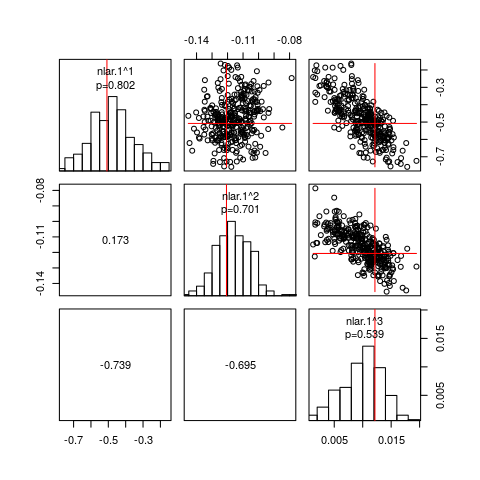 -0.14 -0.11 -0.08
nlar.1^1
p=0.802
-0.3
-0.5
-0.7
-0.08
-0.11
-0.14
0.173
nlar.1^2
p=0.701
-0.739
-0.695
nlar.1^3
p=0.539
0.015
0.005
-0.7 -0.5 -0.3
0.005 0.015